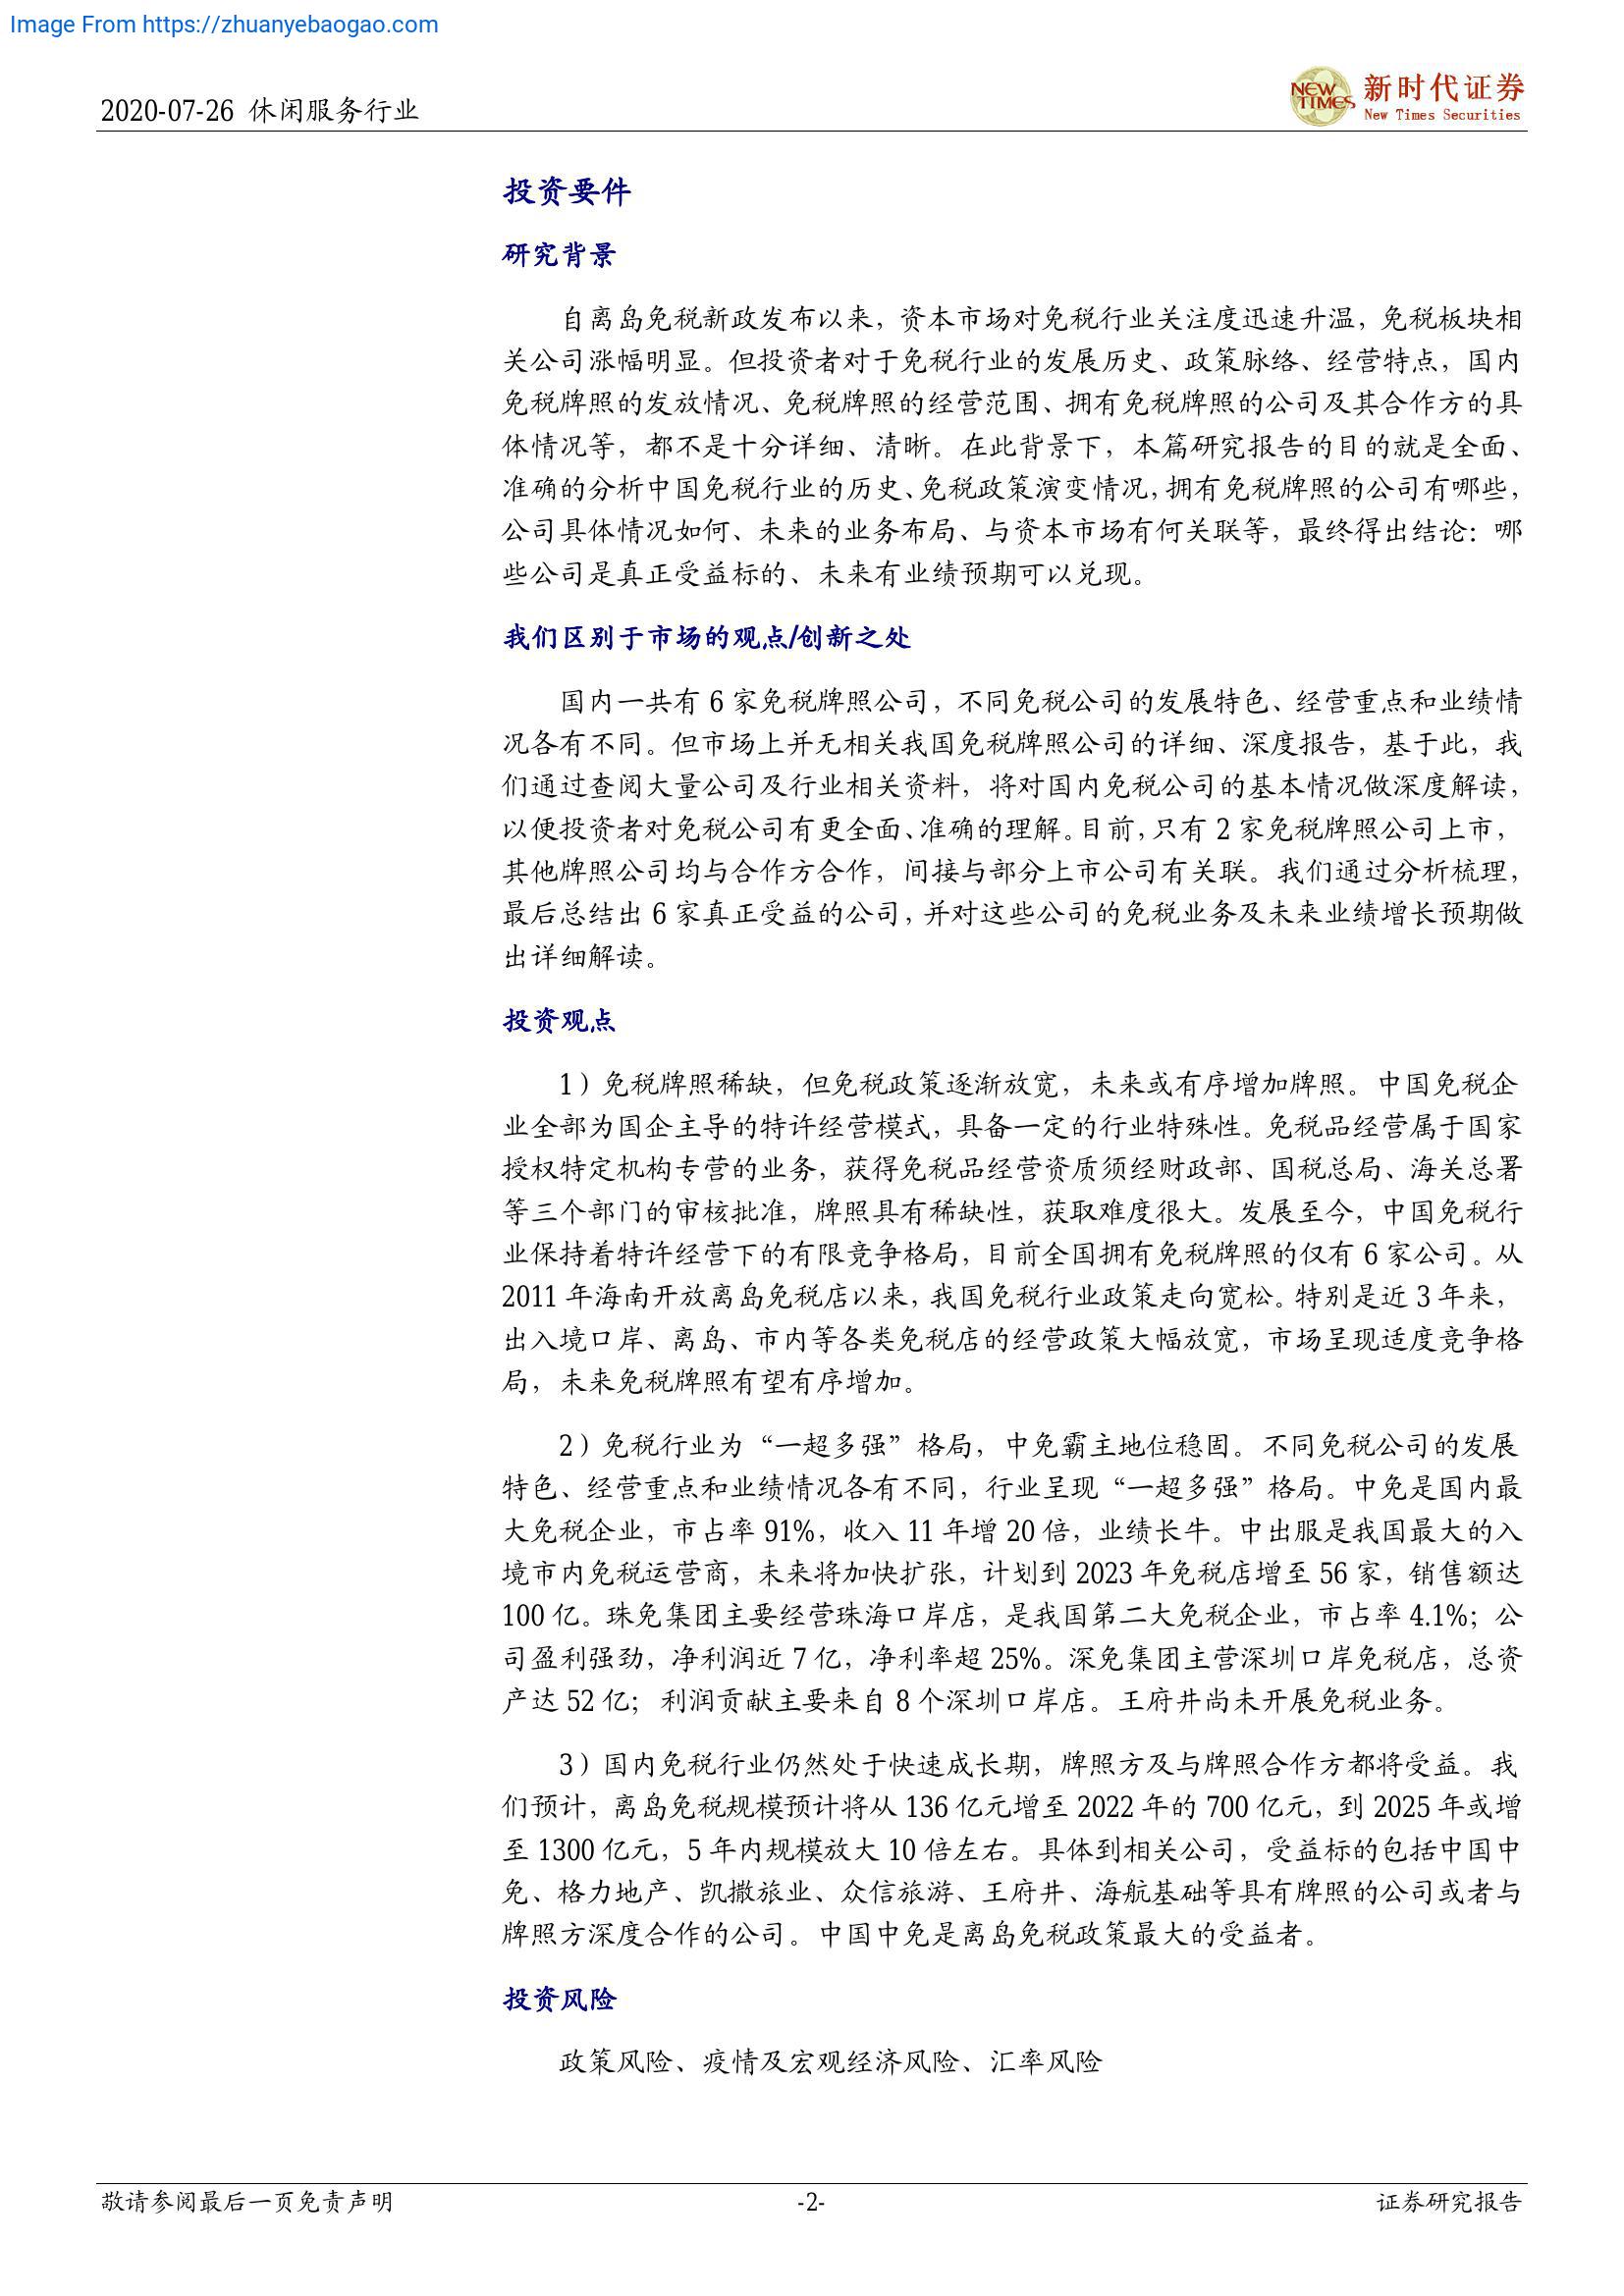 Image From https://zhuanyebaogao.com
2020-07-26 休闲服务行业
NEW TIMES
新时代证券
New Times Securities
投资要件
研究背景
自离岛免税新政发布以来，资本市场对免税行业关注度迅速升温，免税板块相
关公司涨幅明显。但投资者对于免税行业的发展历史、政策脉络、经营特点，国内
免税牌照的发放情况、免税牌照的经营范围、拥有免税牌照的公司及其合作方的具
体情况等，都不是十分详细、清晰。在此背景下，本篇研究报告的目的就是全面、
准确的分析中国免税行业的历史、免税政策演变情况，拥有免税牌照的公司有哪些，
公司具体情况如何、未来的业务布局、与资本市场有何关联等，最终得出结论：哪
些公司是真正受益标的、未来有业绩预期可以兑现。
我们区别于市场的观点/创新之处
国内一共有 6 家免税牌照公司，不同免税公司的发展特色、经营重点和业绩情
况各有不同。但市场上并无相关我国免税牌照公司的详细、深度报告，基于此，我
们通过查阅大量公司及行业相关资料，将对国内免税公司的基本情况做深度解读，
以便投资者对免税公司有更全面、准确的理解。目前，只有 2 家免税牌照公司上市，
其他牌照公司均与合作方合作，间接与部分上市公司有关联。我们通过分析梳理，
最后总结出 6 家真正受益的公司，并对这些公司的免税业务及未来业绩增长预期做
出详细解读。
投资观点
1）免税牌照稀缺，但免税政策逐渐放宽，未来或有序增加牌照。中国免税企
业全部为国企主导的特许经营模式，具备一定的行业特殊性。免税品经营属于国家
授权特定机构专营的业务，获得免税品经营资质须经财政部、国税总局、海关总署
等三个部门的审核批准，牌照具有稀缺性，获取难度很大。发展至今，中国免税行
业保持着特许经营下的有限竞争格局，目前全国拥有免税牌照的仅有 6 家公司。从
2011 年海南开放离岛免税店以来，我国免税行业政策走向宽松。特别是近 3 年来，
出入境口岸、离岛、市内等各类免税店的经营政策大幅放宽，市场呈现适度竞争格
局，未来免税牌照有望有序增加。
2）免税行业为“一超多强”格局，中免霸主地位稳固。不同免税公司的发展
特色、经营重点和业绩情况各有不同，行业呈现“一超多强”格局。中免是国内最
大免税企业，市占率 91%，收入 11 年增 20 倍，业绩长牛。中出服是我国最大的入
境市内免税运营商，未来将加快扩张，计划到 2023 年免税店增至 56 家，销售额达
100 亿。珠免集团主要经营珠海口岸店，是我国第二大免税企业，市占率 4.1%；公
司盈利强劲，净利润近 7 亿，净利率超 25%。深免集团主营深圳口岸免税店，总资
产达 52 亿；利润贡献主要来自 8 个深圳口岸店。王府井尚未开展免税业务。
3）国内免税行业仍然处于快速成长期，牌照方及与牌照合作方都将受益。我
们预计，离岛免税规模预计将从 136 亿元增至 2022 年的 700 亿元，到 2025 年或增
至 1300 亿元，5 年内规模放大 10 倍左右。具体到相关公司，受益标的包括中国中
免、格力地产、凯撒旅业、众信旅游、王府井、海航基础等具有牌照的公司或者与
牌照方深度合作的公司。中国中免是离岛免税政策最大的受益者。
投资风险
政策风险、疫情及宏观经济风险、汇率风险
敬请参阅最后一页免责声明
-2-
证券研究报告